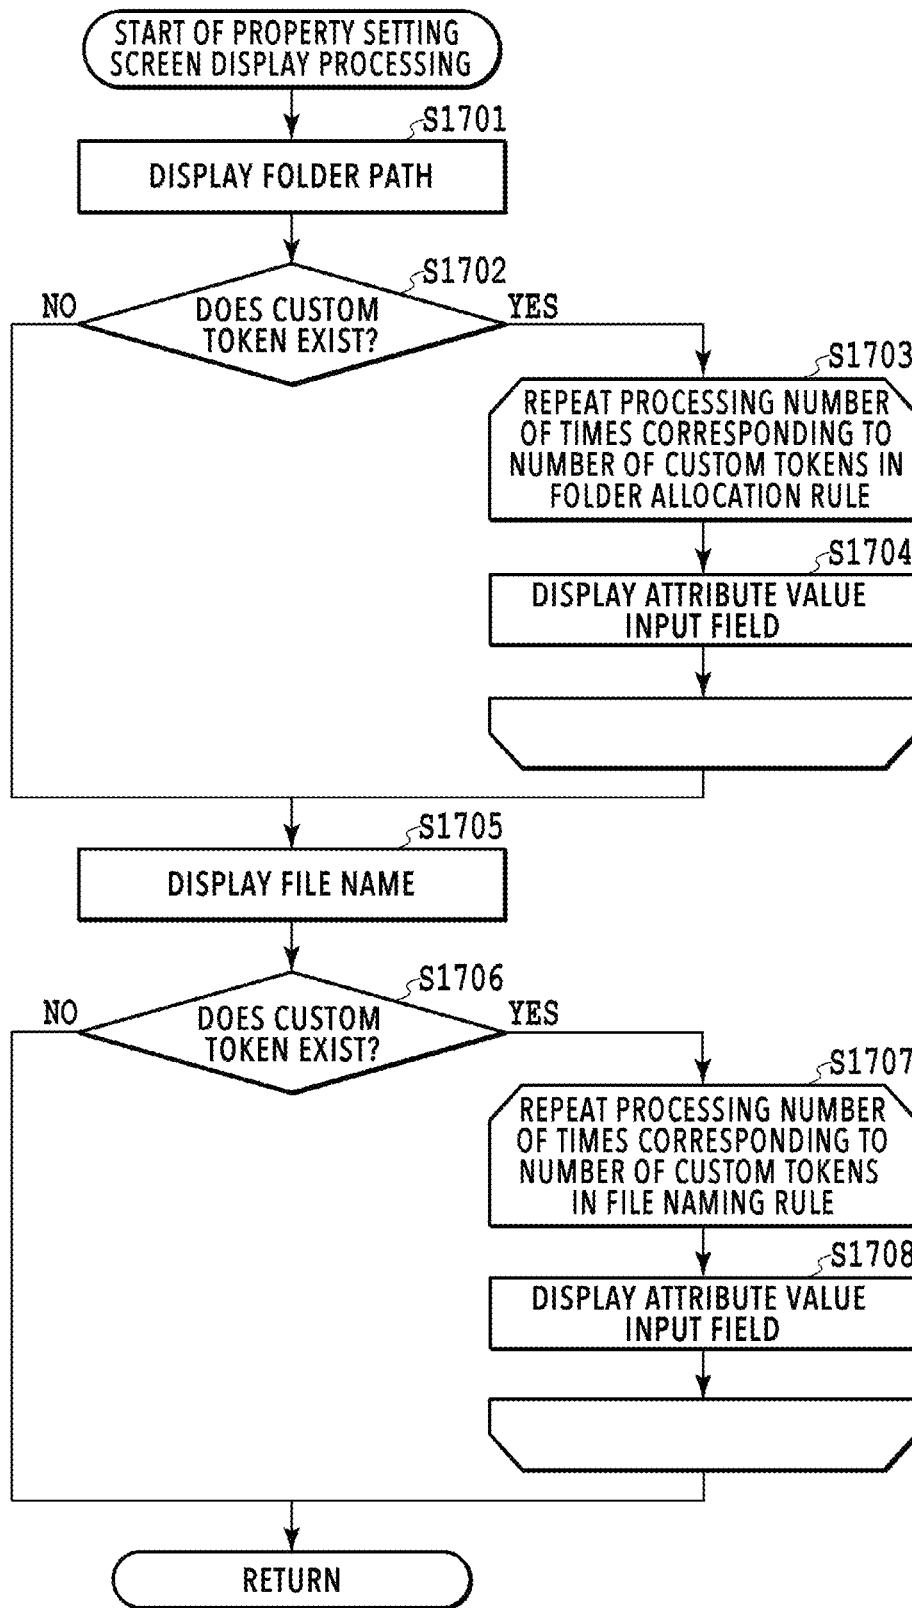 START OF PROPERTY SETTING
SCREEN DISPLAY PROCESSING
S1701
DISPLAY FOLDER PATH
S1702
NO
DOES CUSTOM
TOKEN EXIST?
YES
S1703
REPEAT PROCESSING NUMBER
OF TIMES CORRESPONDING TO
NUMBER OF CUSTOM TOKENS IN
FOLDER ALLOCATION RULE
S1704
DISPLAY ATTRIBUTE VALUE
INPUT FIELD
S1705
DISPLAY FILE NAME
S1706
NO
DOES CUSTOM
TOKEN EXIST?
YES
S1707
REPEAT PROCESSING NUMBER
OF TIMES CORRESPONDING TO
NUMBER OF CUSTOM TOKENS
IN FILE NAMING RULE
S1708
DISPLAY ATTRIBUTE VALUE
INPUT FIELD
RETURN